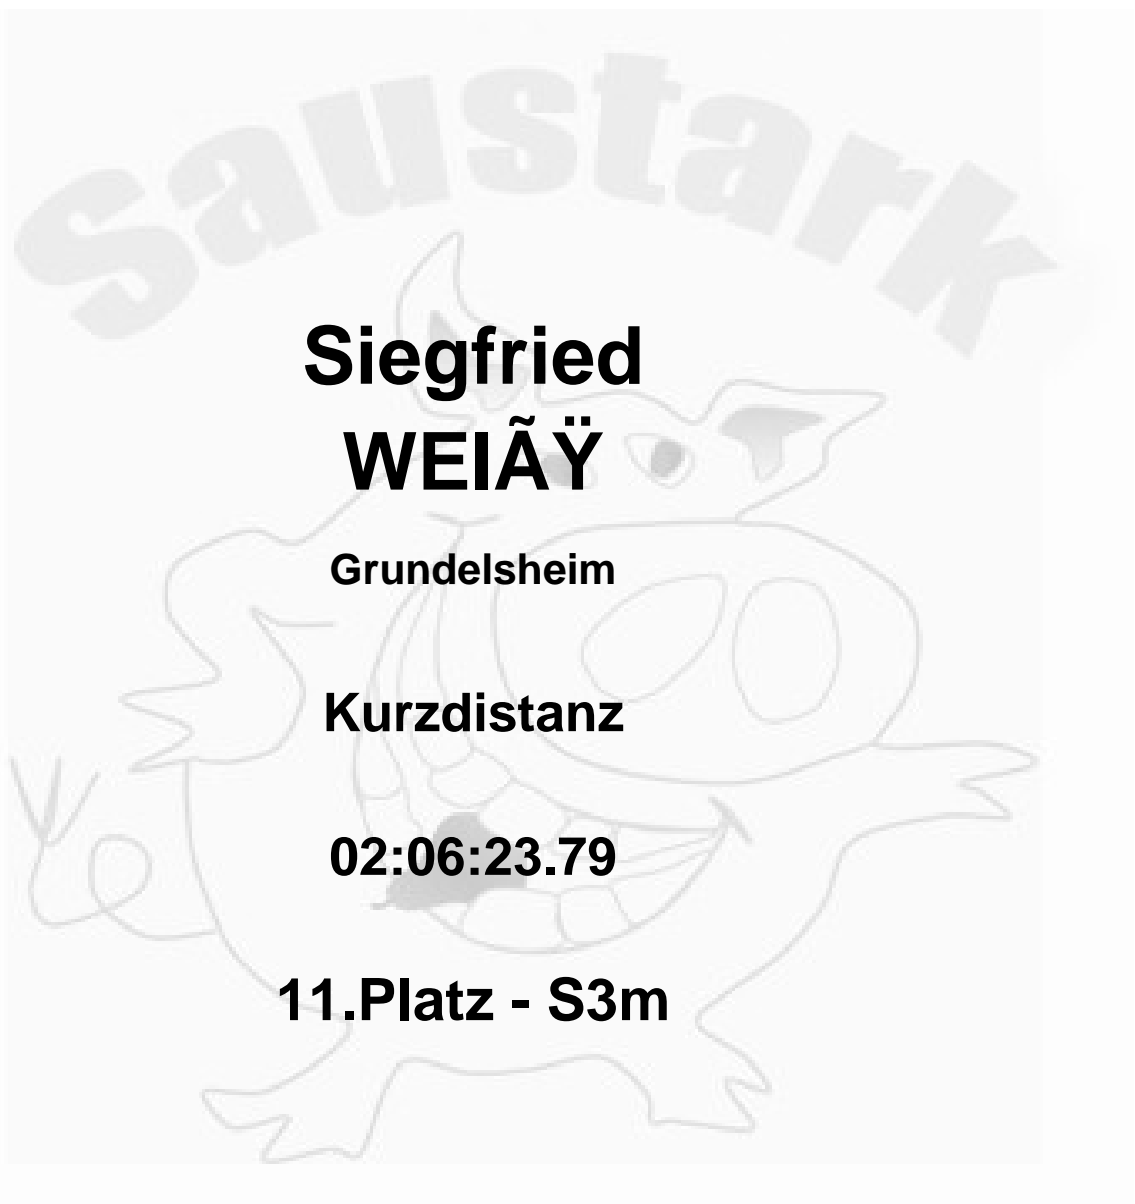 Saustark
Siegfried
WEIÃŸ
Grundelsheim
Kurzdistanz
02:06:23.79
11.Platz - S3m